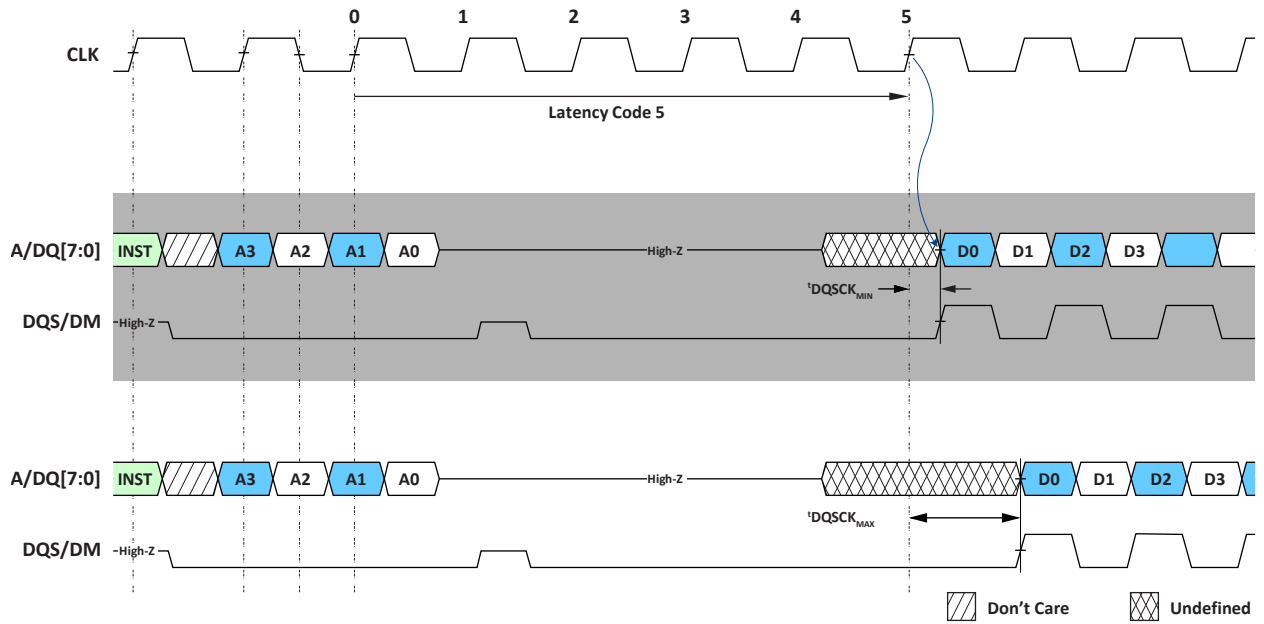 0 1 2 3 4 5
CLK
Latency Code 5
A/DQ[7:0] INST A3 A2 A1 A0 High-Z D0 D1 D2 D3
tDQSCKMIN
DQS/DM High-Z
A/DQ[7:0] INST A3 A2 A1 A0 High-Z D0 D1 D2 D3
tDQSCKMAX
DQS/DM High-Z
Don't Care Undefined